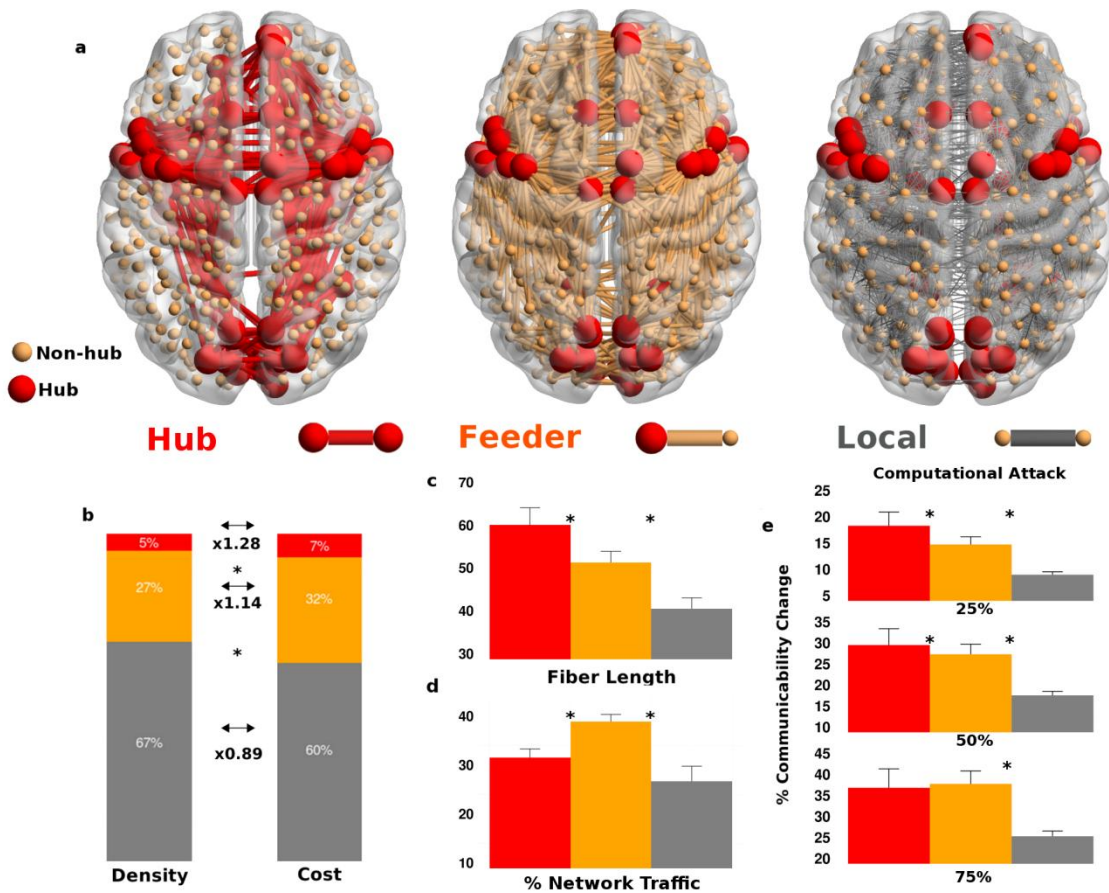 a
Non-hub
Hub
Hub
Feeder
Local
b
5%
27%
67%
x1.28
*
x1.14
*
x0.89
7%
32%
60%
Density
Cost
c
70
60
50
40
30
* *
Fiber Length
d
40
30
20
10
* *
% Network Traffic
Computational Attack
e
% Communicability Change
25
20
15
10
5
* *
25%
35
30
25
20
15
10
* *
50%
45
40
35
30
25
20
*
75%